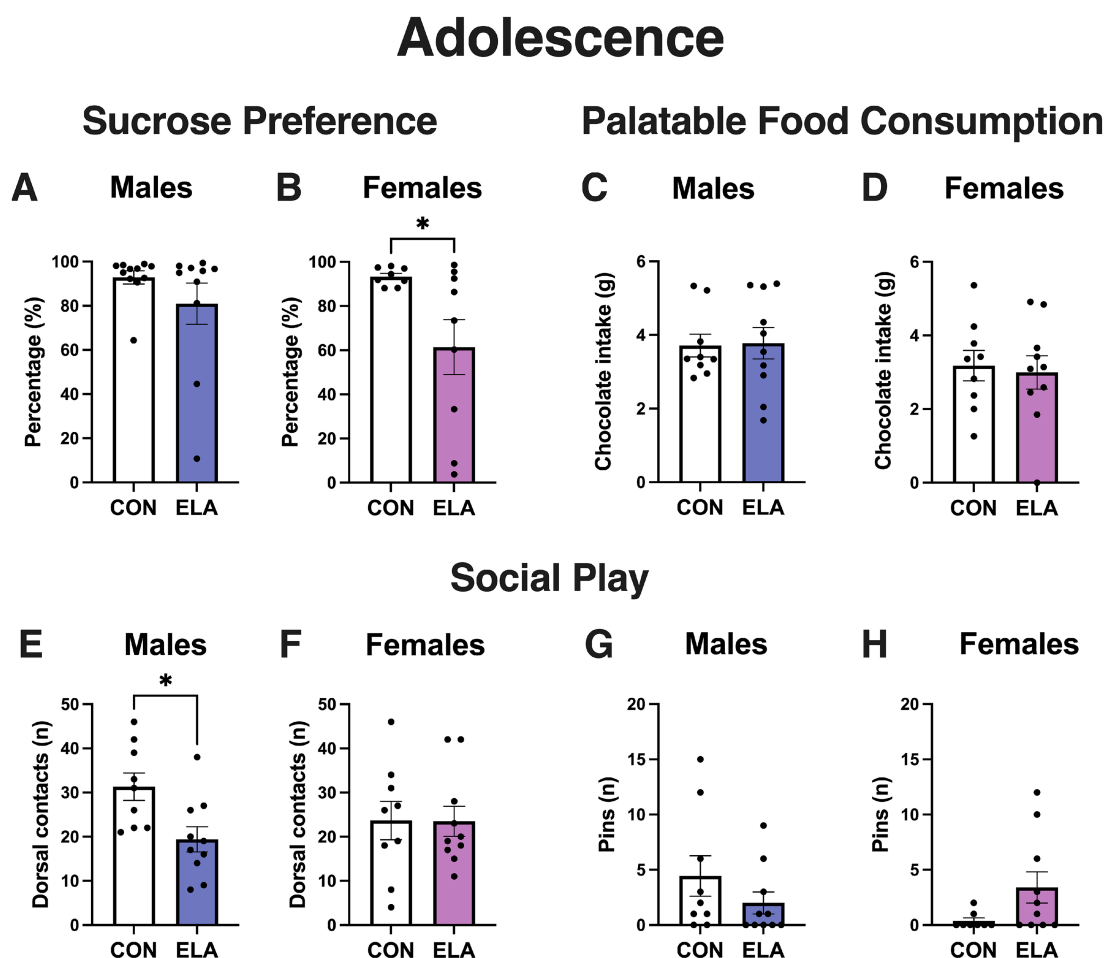 Adolescence
Sucrose Preference
Palatable Food Consumption
A Males
B Females
C Males
D Females
*
Percentage (%)
100
80
60
40
20
0
CON ELA
Percentage (%)
100
80
60
40
20
0
CON ELA
Chocolate intake (g)
6
4
2
0
CON ELA
Chocolate intake (g)
6
4
2
0
CON ELA
Social Play
E Males
F Females
G Males
H Females
*
Dorsal contacts (n)
50
40
30
20
10
0
CON ELA
Dorsal contacts (n)
50
40
30
20
10
0
CON ELA
Pins (n)
20
15
10
5
0
CON ELA
Pins (n)
20
15
10
5
0
CON ELA